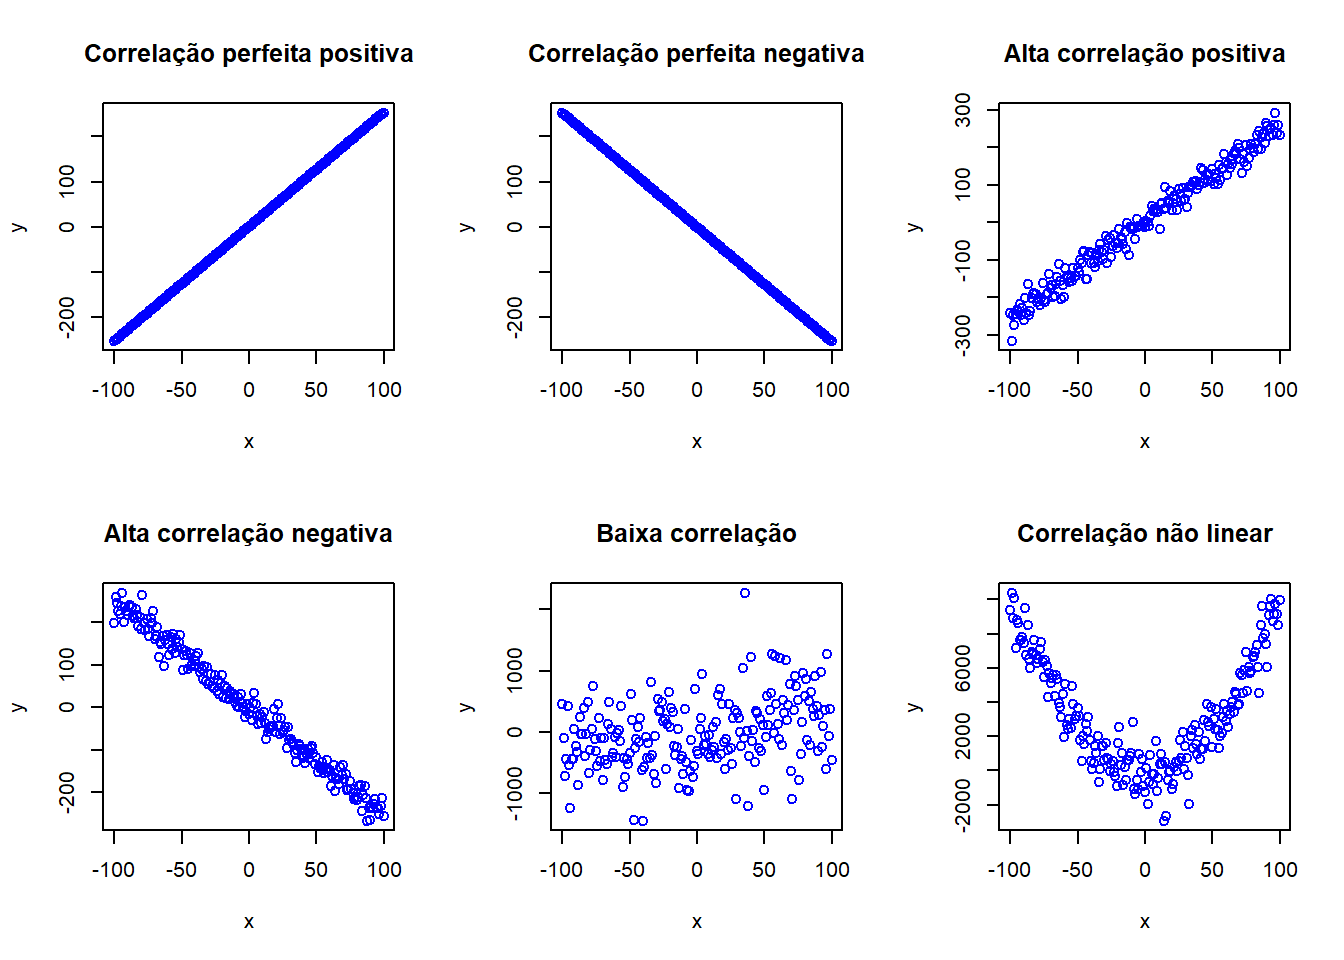 Correlação perfeita positiva
y
100
0
-200
-100 -50 0 50 100
x
Correlação perfeita negativa
y
100
0
-200
-100 -50 0 50 100
x
Alta correlação positiva
y
300
100
-100
-300
-100 -50 0 50 100
x
Alta correlação negativa
y
100
0
-200
-100 -50 0 50 100
x
Baixa correlação
y
1000
0
-1000
-100 -50 0 50 100
x
Correlação não linear
y
6000
2000
-2000
-100 -50 0 50 100
x